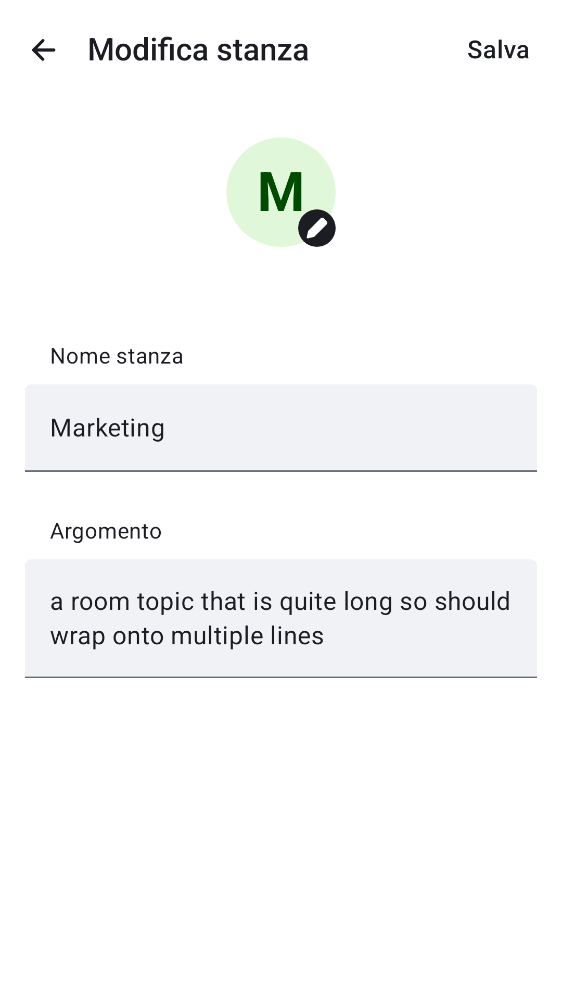 Modifica stanza
Salva
M
Nome stanza
Marketing
Argomento
a room topic that is quite long so should
wrap onto multiple lines